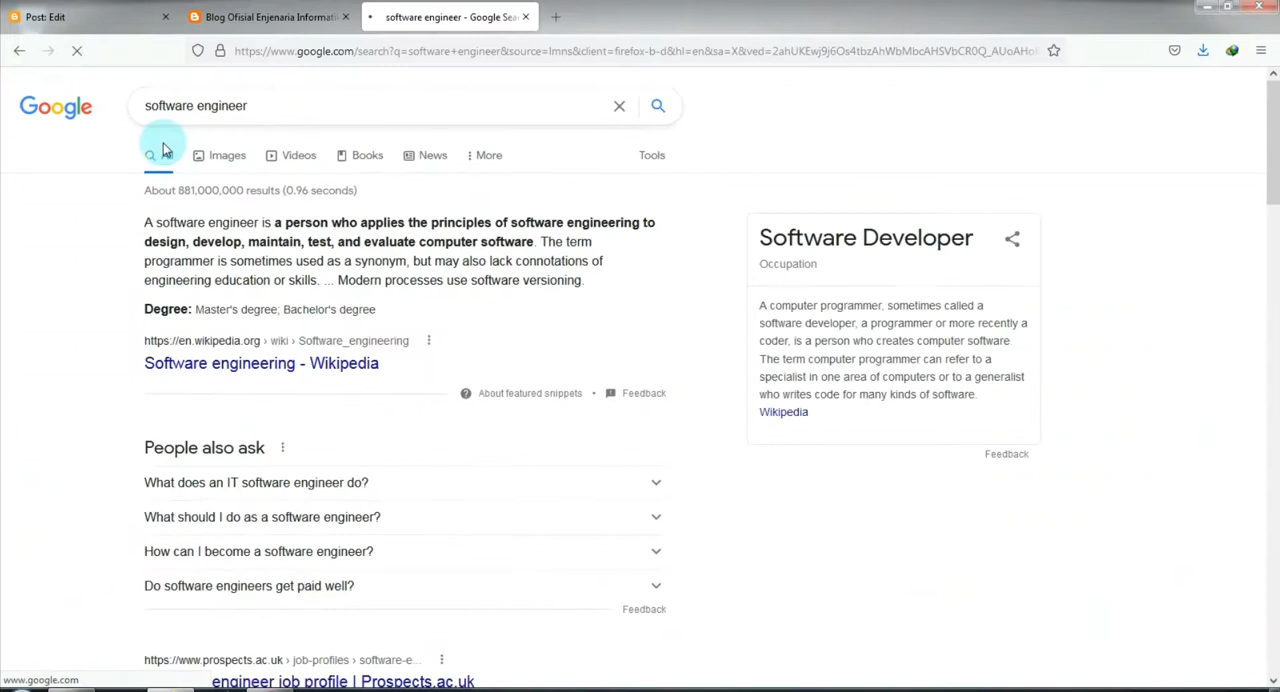 Post: Edit
Blog Ofisial Enjenaria Informati
software engineer - Google Sea
https://www.google.com/search?q=software+engineer&source=lmns&client=firefox-b-d&hl=en&sa=X&ved=
Google
software engineer
Images
Videos
Books
News
More
Tools
About 881,000,000 results (0.96 seconds)
A software engineer is a person who applies the principles of software engineering to
design, develop, maintain, test, and evaluate computer software. The term
programmer is sometimes used as a synonym, but may also lack connotations of
engineering education or skills. ... Modern processes use software versioning.
Degree: Master's degree; Bachelor's degree
https://en.wikipedia.org › wiki › Software_engineering
Software engineering - Wikipedia
About featured snippets • Feedback
People also ask
What does an IT software engineer do?
What should I do as a software engineer?
How can I become a software engineer?
Do software engineers get paid well?
Feedback
https://www.prospects.ac.uk › job-profiles › software-e...
engineer job profile | Prospects.ac.uk
Software Developer
Occupation
A computer programmer, sometimes called a
software developer, a programmer or more recently a
coder, is a person who creates computer software.
The term computer programmer can refer to a
specialist in one area of computers or to a generalist
who writes code for many kinds of software.
Wikipedia
Feedback
www.google.com